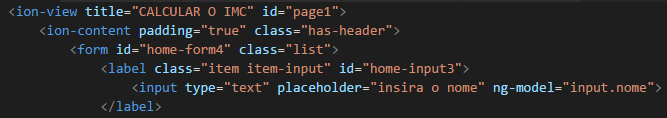 <ion-view title="CALCULAR O IMC" id="page1">
<ion-content padding="true" class="has-header">
<form id="home-form4" class="list">
<label class="item item-input" id="home-input3">
<input type="text" placeholder="insira o nome" ng-model="input.nome">
</label>